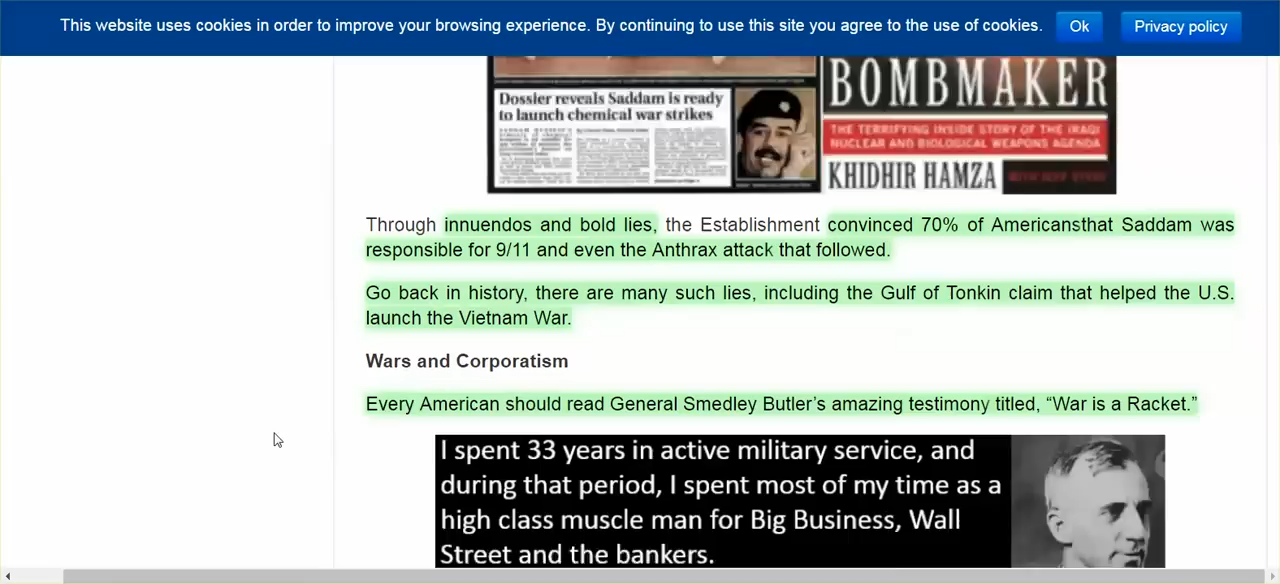 This website uses cookies in order to improve your browsing experience. By continuing to use this site you agree to the use of cookies.
Ok
Privacy policy
BOMBMAKER
Dossier reveals Saddam is ready
to launch chemical war strikes
THE TERRIFYING INSIDE STORY OF THE IRAQI
NUCLEAR AND BIOLOGICAL WEAPONS AGENDA
KHIDHIR HAMZA
Through innuendos and bold lies, the Establishment convinced 70% of Americansthat Saddam was
responsible for 9/11 and even the Anthrax attack that followed.
Go back in history, there are many such lies, including the Gulf of Tonkin claim that helped the U.S.
launch the Vietnam War.
Wars and Corporatism
Every American should read General Smedley Butler’s amazing testimony titled, “War is a Racket.”
I spent 33 years in active military service, and
during that period, I spent most of my time as a
high class muscle man for Big Business, Wall
Street and the bankers.